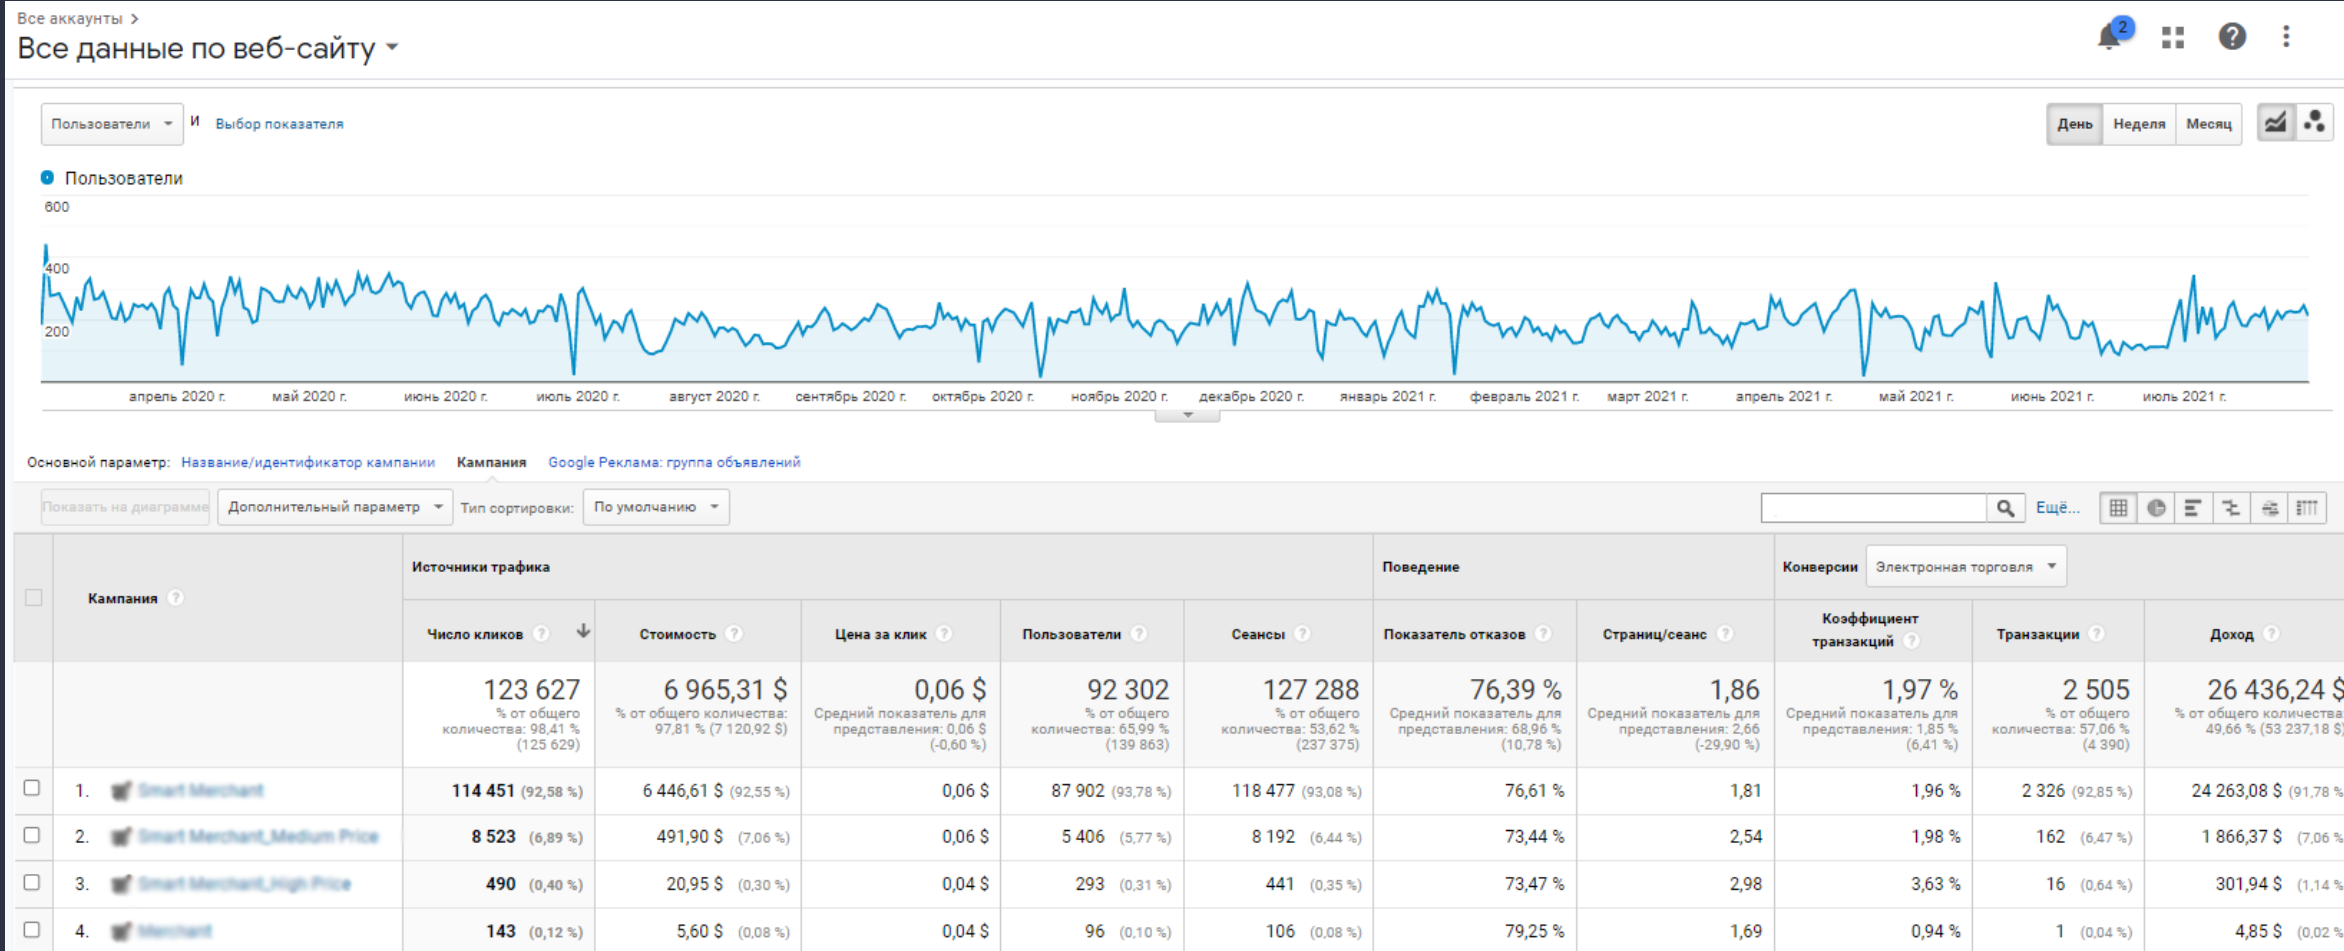 Все аккаунты >
Все данные по веб-сайту
2
Пользователи и Выбор показателя
День Неделя Месяц
Пользователи
600
400
200
апрель 2020 г. май 2020 г. июнь 2020 г. июль 2020 г. август 2020 г. сентябрь 2020 г. октябрь 2020 г. ноябрь 2020 г. декабрь 2020 г. январь 2021 г. февраль 2021 г. март 2021 г. апрель 2021 г. май 2021 г. июнь 2021 г. июль 2021 г.
Основной параметр: Название/идентификатор кампании Кампания Google Реклама: группа объявлений
Показать на диаграмме Дополнительный параметр Тип сортировки: По умолчанию Ещё...
Источники трафика Поведение Конверсии Электронная торговля
Кампания ?
Число кликов ? Стоимость ? Цена за клик ? Пользователи ? Сеансы ? Показатель отказов ? Страниц/сеанс ? Коэффициент транзакций ? Транзакции ? Доход ?
123 627 6 965,31 $ 0,06 $ 92 302 127 288 76,39 % 1,86 1,97 % 2 505 26 436,24 $
% от общего % от общего количества: Средний показатель для % от общего % от общего Средний показатель для Средний показатель для Средний показатель для % от общего % от общего количества:
количества: 98,41 % 97,81 % (7 120,92 $) представления: 0,06 $ количества: 65,99 % количества: 53,62 % представления: 68,96 % представления: 2,66 представления: 1,85 % количества: 57,06 % 49,66 % (53 237,18 $)
(125 629) (-0,60 %) (139 863) (237 375) (10,78 %) (-29,90 %) (6,41 %) (4 390)
1. Smart Merchant 114 451 (92,58 %) 6 446,61 $ (92,55 %) 0,06 $ 87 902 (93,78 %) 118 477 (93,08 %) 76,61 % 1,81 1,96 % 2 326 (92,85 %) 24 263,08 $ (91,78 %
2. Smart Merchant_Medium Price 8 523 (6,89 %) 491,90 $ (7,06 %) 0,06 $ 5 406 (5,77 %) 8 192 (6,44 %) 73,44 % 2,54 1,98 % 162 (6,47 %) 1 866,37 $ (7,06 %
3. Smart Merchant_High Price 490 (0,40 %) 20,95 $ (0,30 %) 0,04 $ 293 (0,31 %) 441 (0,35 %) 73,47 % 2,98 3,63 % 16 (0,64 %) 301,94 $ (1,14 %
4. Merchant 143 (0,12 %) 5,60 $ (0,08 %) 0,04 $ 96 (0,10 %) 106 (0,08 %) 79,25 % 1,69 0,94 % 1 (0,04 %) 4,85 $ (0,02 %